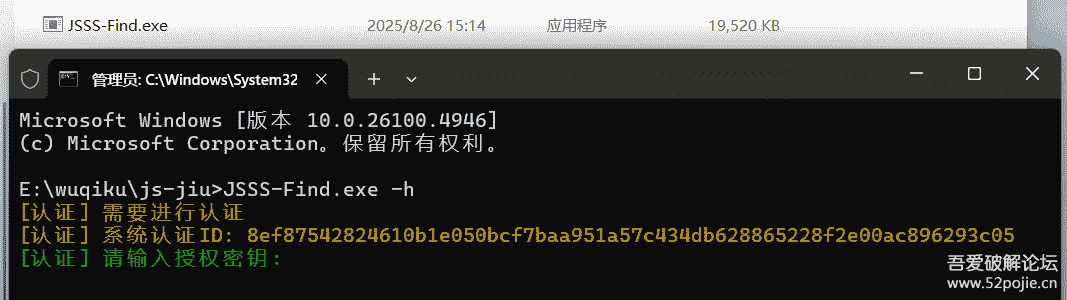 JSSS-Find.exe 2025/8/26 15:14 应用程序 19,520 KB
管理员: C:\Windows\System32
Microsoft Windows [版本 10.0.26100.4946]
(c) Microsoft Corporation。保留所有权利。
E:\wuqiku\js-jiu>JSSS-Find.exe -h
[认证] 需要进行认证
[认证] 系统认证ID: 8ef87542824610b1e050bcf7baa951a57c434db628865228f2e00ac896293c05
[认证] 请输入授权密钥:
吾爱破解论坛
www.52pojie.cn